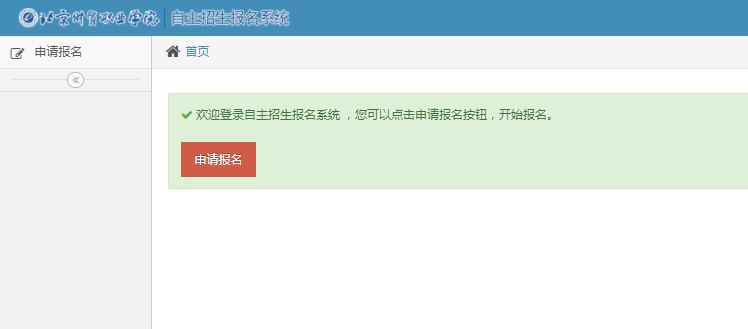 北京财贸职业学院 自主招生报名系统
申请报名
首页
欢迎登录自主招生报名系统 ，您可以点击申请报名按钮，开始报名。
申请报名